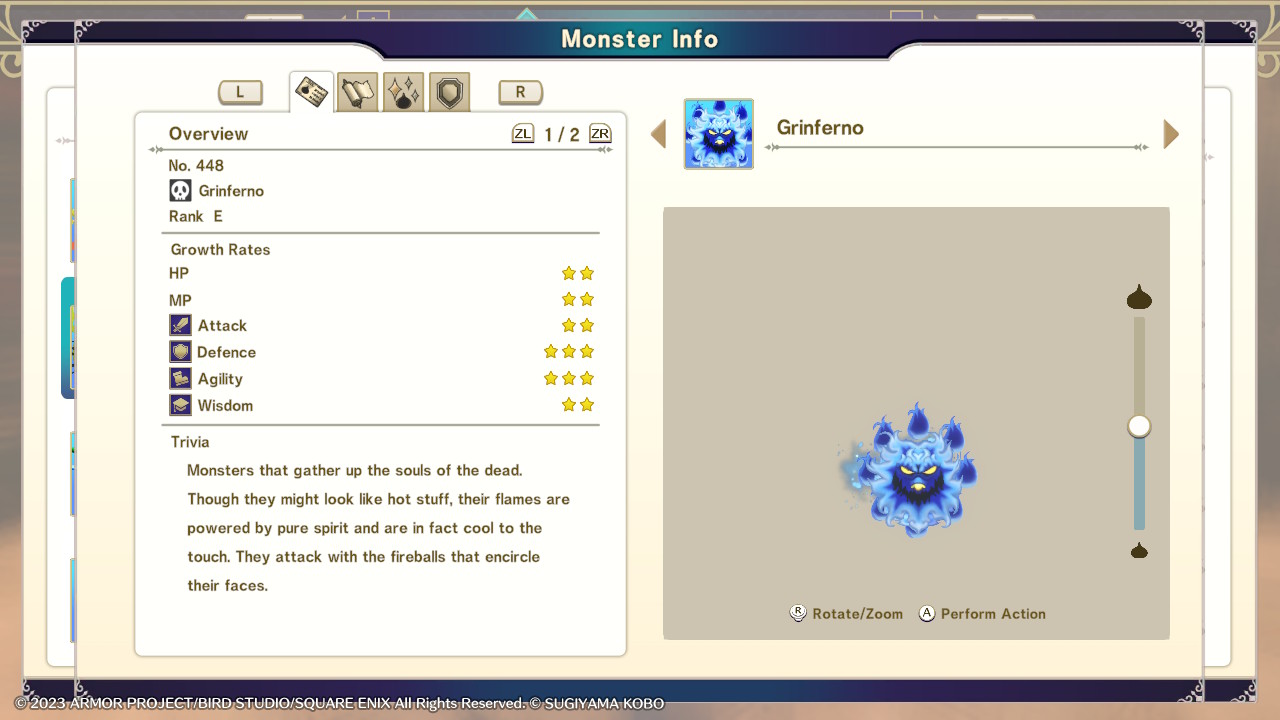 Monster Info
L
R
Overview
ZL 1 / 2 ZR
No. 448
Grinferno
Rank E
Growth Rates
HP
MP
Attack
Defence
Agility
Wisdom
Trivia
Monsters that gather up the souls of the dead.
Though they might look like hot stuff, their flames are
powered by pure spirit and are in fact cool to the
touch. They attack with the fireballs that encircle
their faces.
Grinferno
R Rotate/Zoom A Perform Action
© 2023 ARMOR PROJECT/BIRD STUDIO/SQUARE ENIX All Rights Reserved. © SUGIYAMA KOBO